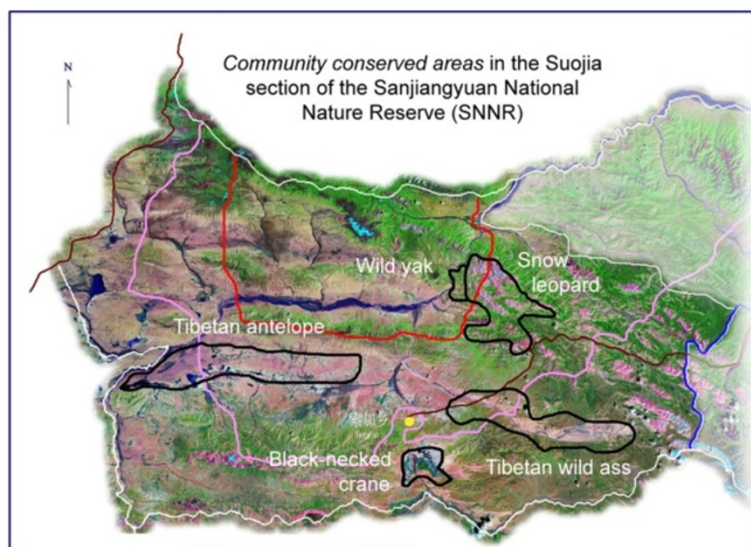 Community conserved areas in the Suojia
section of the Sanjiangyuan National
Nature Reserve (SNNR)
N
Wild yak
Snow
leopard
Tibetan antelope
Black-necked
crane
Tibetan wild ass